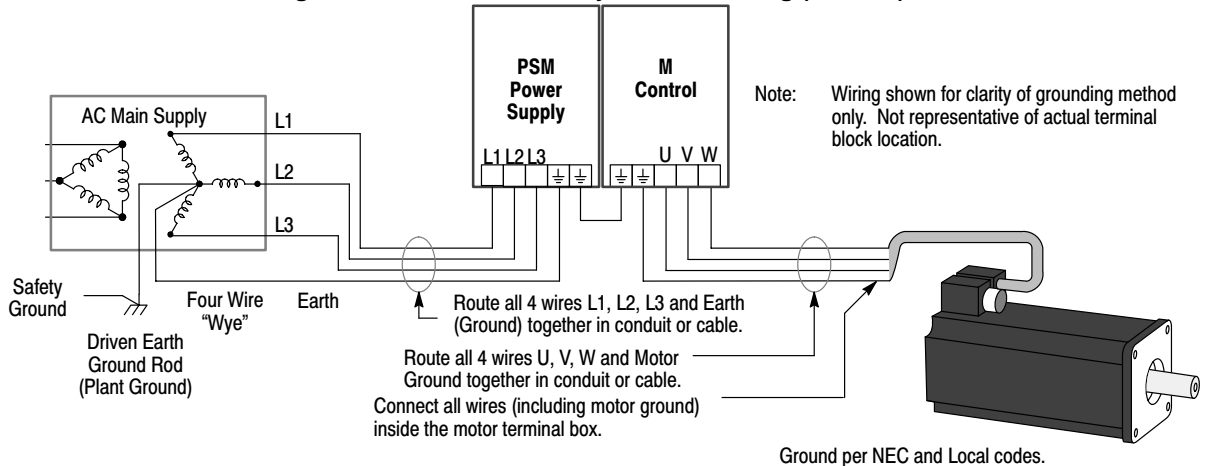 PSM
Power
Supply
M
Control
Note: Wiring shown for clarity of grounding method
only. Not representative of actual terminal
block location.
AC Main Supply
L1
L2
L3
L1 L2 L3
U V W
Safety
Ground
Four Wire
“Wye”
Earth
Driven Earth
Ground Rod
(Plant Ground)
Route all 4 wires L1, L2, L3 and Earth
(Ground) together in conduit or cable.
Route all 4 wires U, V, W and Motor
Ground together in conduit or cable.
Connect all wires (including motor ground)
inside the motor terminal box.
Ground per NEC and Local codes.